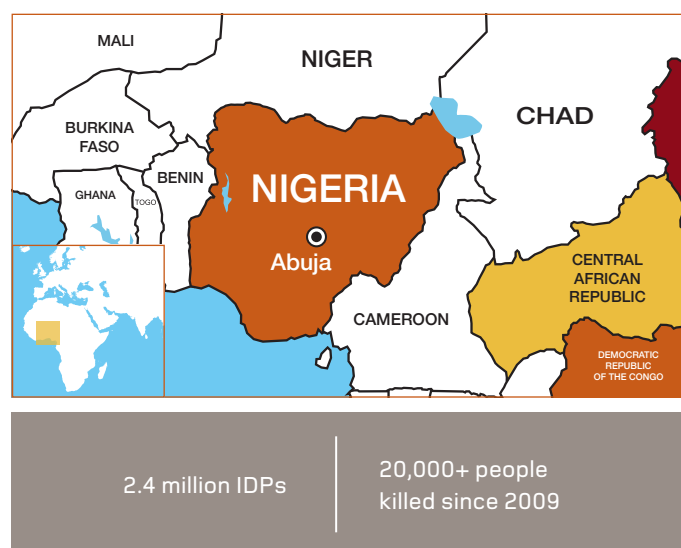 MALI
NIGER
CHAD
BURKINA
FASO
BENIN
GHANA
TOGO
NIGERIA
Abuja
CENTRAL
AFRICAN
REPUBLIC
CAMEROON
DEMOCRATIC
REPUBLIC
OF THE CONGO
2.4 million IDPs
20,000+ people
killed since 2009